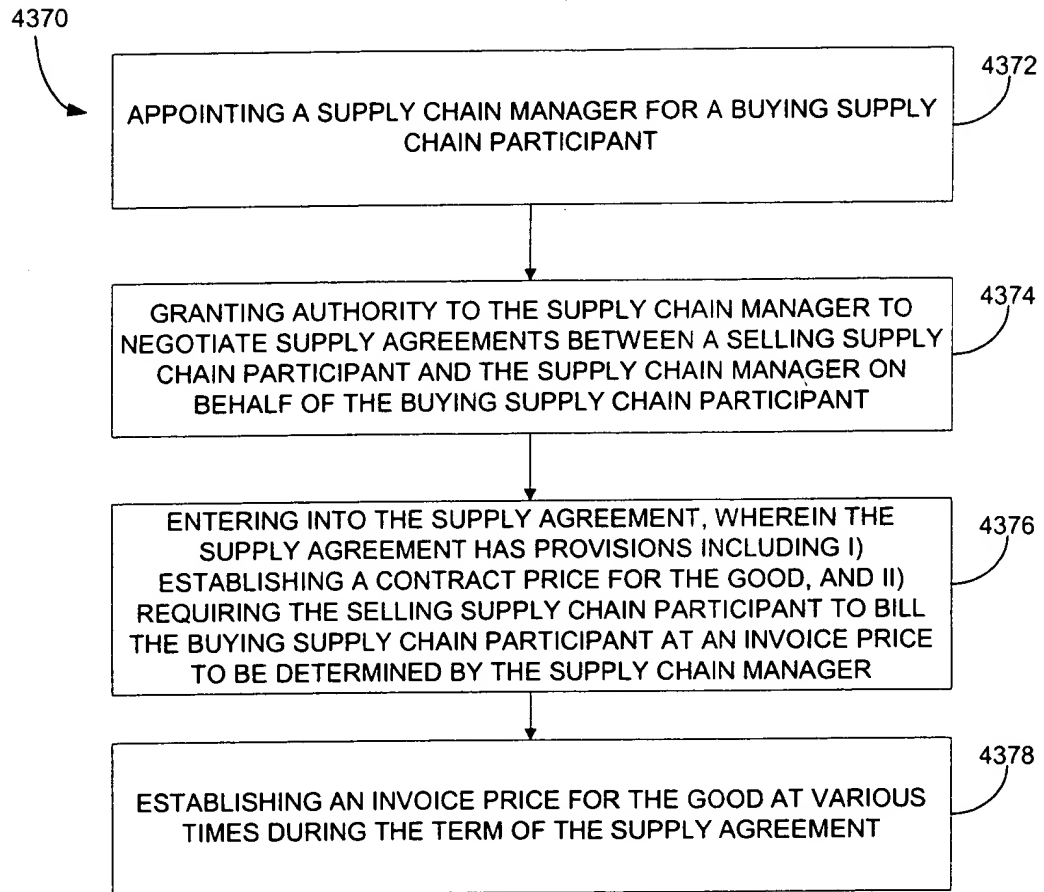 4370
4372
APPOINTING A SUPPLY CHAIN MANAGER FOR A BUYING SUPPLY
CHAIN PARTICIPANT
4374
GRANTING AUTHORITY TO THE SUPPLY CHAIN MANAGER TO
NEGOTIATE SUPPLY AGREEMENTS BETWEEN A SELLING SUPPLY
CHAIN PARTICIPANT AND THE SUPPLY CHAIN MANAGER ON
BEHALF OF THE BUYING SUPPLY CHAIN PARTICIPANT
4376
ENTERING INTO THE SUPPLY AGREEMENT, WHEREIN THE
SUPPLY AGREEMENT HAS PROVISIONS INCLUDING I)
ESTABLISHING A CONTRACT PRICE FOR THE GOOD, AND II)
REQUIRING THE SELLING SUPPLY CHAIN PARTICIPANT TO BILL
THE BUYING SUPPLY CHAIN PARTICIPANT AT AN INVOICE PRICE
TO BE DETERMINED BY THE SUPPLY CHAIN MANAGER
4378
ESTABLISHING AN INVOICE PRICE FOR THE GOOD AT VARIOUS
TIMES DURING THE TERM OF THE SUPPLY AGREEMENT